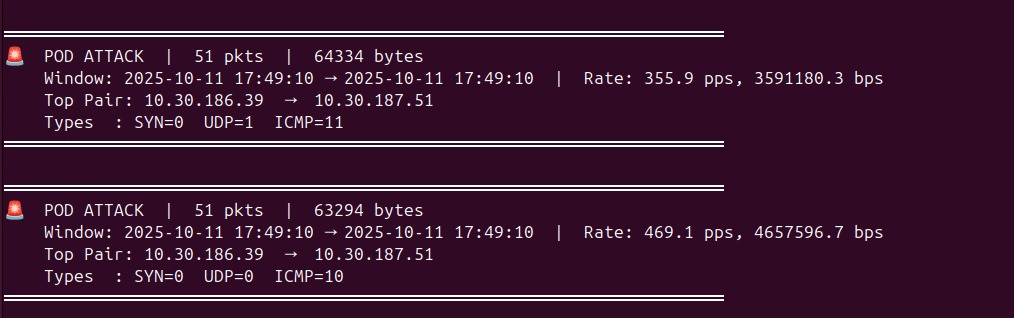 🚨 POD ATTACK | 51 pkts | 64334 bytes
Window: 2025-10-11 17:49:10 → 2025-10-11 17:49:10 | Rate: 355.9 pps, 3591180.3 bps
Top Pair: 10.30.186.39 → 10.30.187.51
Types : SYN=0 UDP=1 ICMP=11
🚨 POD ATTACK | 51 pkts | 63294 bytes
Window: 2025-10-11 17:49:10 → 2025-10-11 17:49:10 | Rate: 469.1 pps, 4657596.7 bps
Top Pair: 10.30.186.39 → 10.30.187.51
Types : SYN=0 UDP=0 ICMP=10